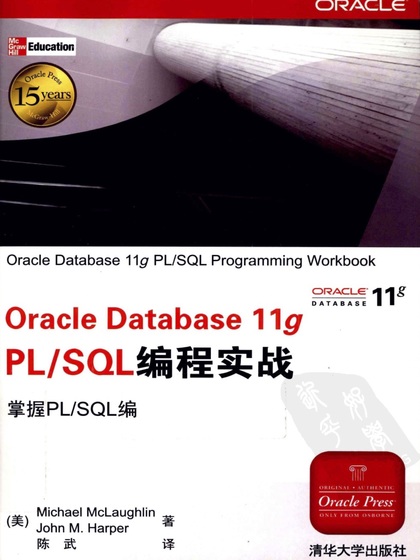 ORACLE
Mc
Graw
Hill
Education
Oracle Press
15 years
Oracle Database 11g PL/SQL Programming Workbook
ORACLE
DATABASE 11g
Oracle Database 11g
PL/SQL编程实战
掌握PL/SQL编
ORIGINAL • AUTHENTIC
Oracle Press
ONLY FROM OSBORNE
(美) Michael McLaughlin 著
John M. Harper
陈 武 译
清华大学出版社